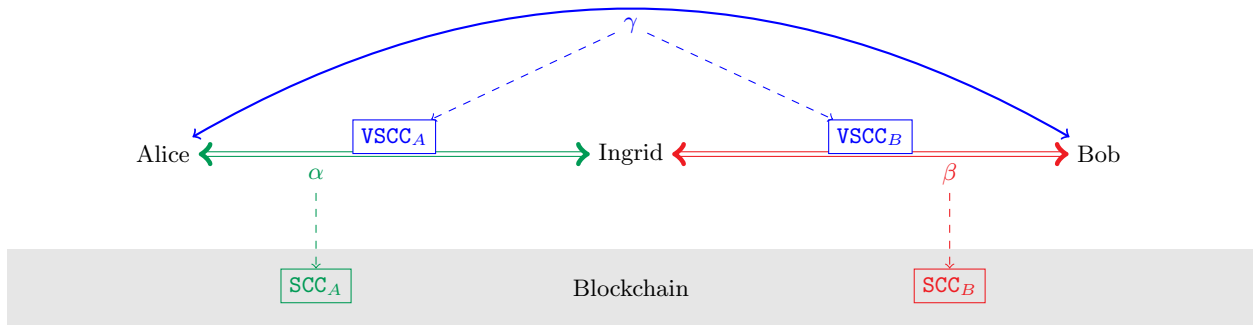 γ
VSCC_A VSCC_B
Alice Ingrid Bob
α β
SCC_A Blockchain SCC_B